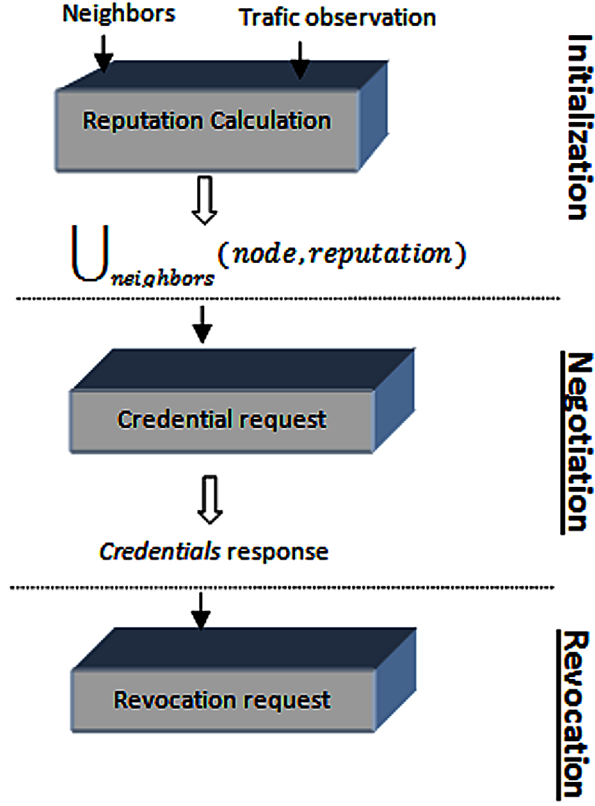 Neighbors
Trafic observation
Initialization
Reputation Calculation
⋃neighbors (node,reputation)
Negotiation
Credential request
Credentials response
Revocation
Revocation request